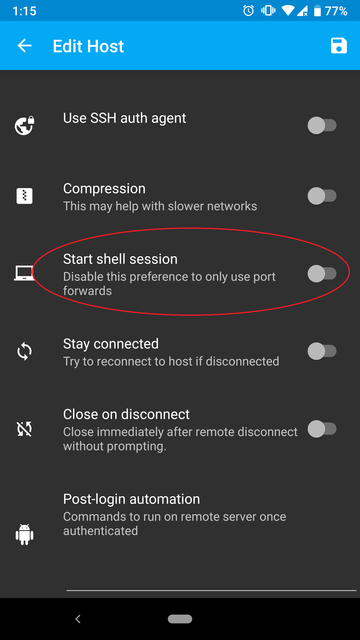 1:15
77%
Edit Host
Use SSH auth agent
Compression
This may help with slower networks
Start shell session
Disable this preference to only use port
forwards
Stay connected
Try to reconnect to host if disconnected
Close on disconnect
Close immediately after remote disconnect
without prompting.
Post-login automation
Commands to run on remote server once
authenticated